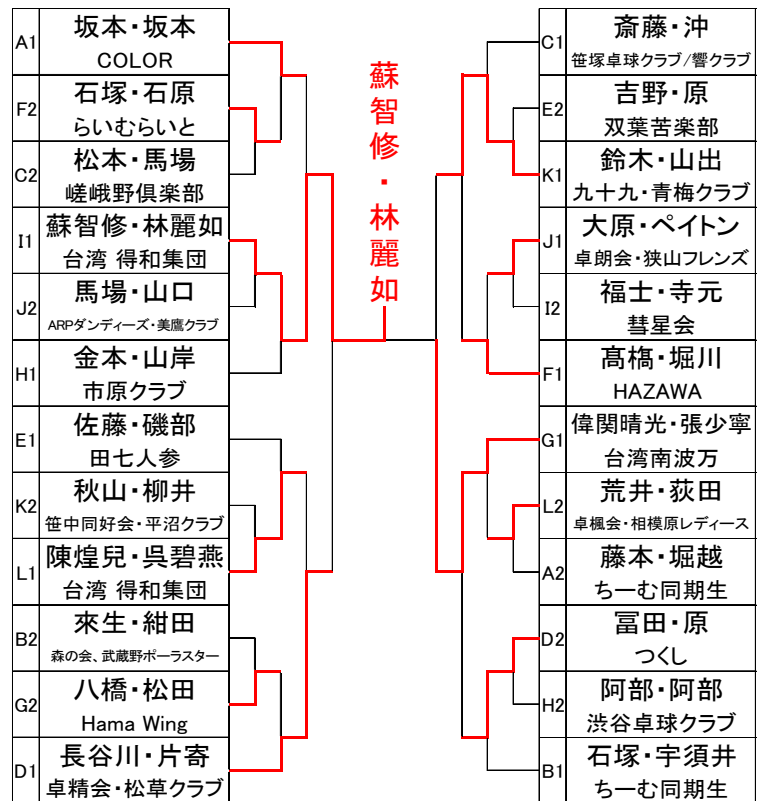 A1
坂本・坂本
COLOR
F2
石塚・石原
らいむらいと
C2
松本・馬場
嵯峨野倶楽部
I1
蘇智修・林麗如
台湾 得和集団
J2
馬場・山口
ARPダンディーズ・美鷹クラブ
H1
金本・山岸
市原クラブ
E1
佐藤・磯部
田七人参
K2
秋山・柳井
笹中同好会・平沼クラブ
L1
陳煌兒・呉碧燕
台湾 得和集団
B2
來生・紺田
森の会、武蔵野ポーラスター
G2
八橋・松田
Hama Wing
D1
長谷川・片寄
卓精会・松草クラブ
蘇智修・林麗如
C1
斎藤・沖
笹塚卓球クラブ/響クラブ
E2
吉野・原
双葉苦楽部
K1
鈴木・山出
九十九・青梅クラブ
J1
大原・ペイトン
卓朗会・狭山フレンズ
I2
福士・寺元
彗星会
F1
髙橋・堀川
HAZAWA
G1
偉関晴光・張少寧
台湾南波万
L2
荒井・荻田
卓楓会・相模原レディース
A2
藤本・堀越
ちーむ同期生
D2
冨田・原
つくし
H2
阿部・阿部
渋谷卓球クラブ
B1
石塚・宇須井
ちーむ同期生